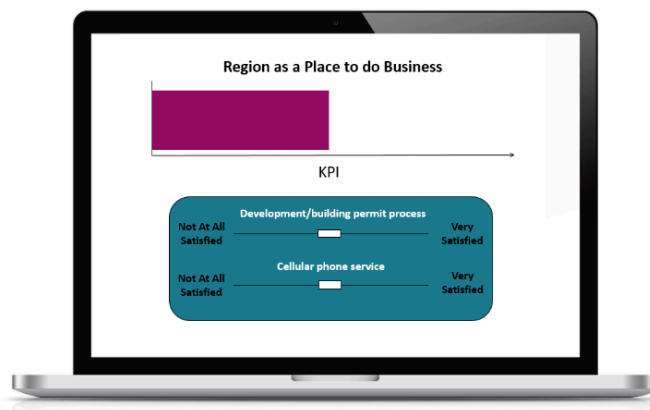 Region as a Place to do Business
KPI
Development/building permit process
Not At All
Satisfied
Very
Satisfied
Cellular phone service
Not At All
Satisfied
Very
Satisfied